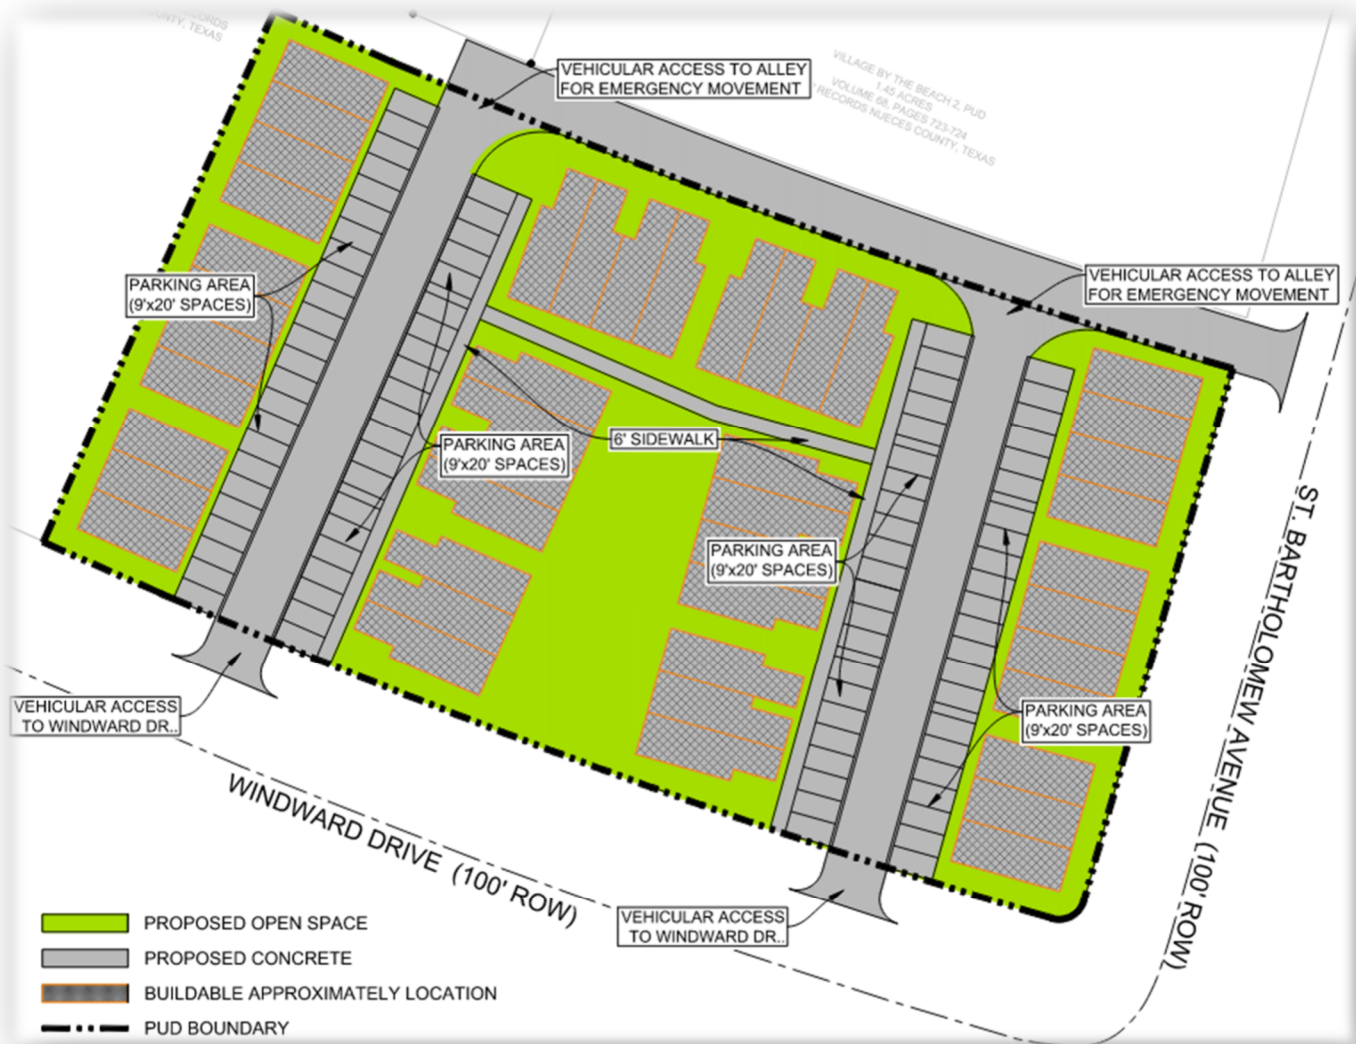 CORDS
COUNTY, TEXAS
VEHICULAR ACCESS TO ALLEY
FOR EMERGENCY MOVEMENT
VILLAGE BY THE BEACH 2, PUD
1.45 ACRES
VOLUME 68, PAGES 723-724
RECORDS NUECES COUNTY, TEXAS
VEHICULAR ACCESS TO ALLEY
FOR EMERGENCY MOVEMENT
PARKING AREA
(9'x20' SPACES)
PARKING AREA
(9'x20' SPACES)
6' SIDEWALK
PARKING AREA
(9'x20' SPACES)
PARKING AREA
(9'x20' SPACES)
ST. BARTHOLOMEW AVENUE (100' ROW)
VEHICULAR ACCESS
TO WINDWARD DR..
WINDWARD DRIVE (100' ROW)
VEHICULAR ACCESS
TO WINDWARD DR..
PROPOSED OPEN SPACE
PROPOSED CONCRETE
BUILDABLE APPROXIMATELY LOCATION
PUD BOUNDARY